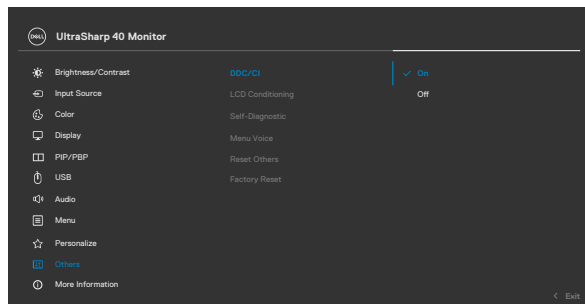 DELL UltraSharp 40 Monitor
Brightness/Contrast
Input Source
Color
Display
PIP/PBP
USB
Audio
Menu
Personalize
Others
More Information
DDC/CI
LCD Conditioning
Self-Diagnostic
Menu Voice
Reset Others
Factory Reset
On
Off
Exit